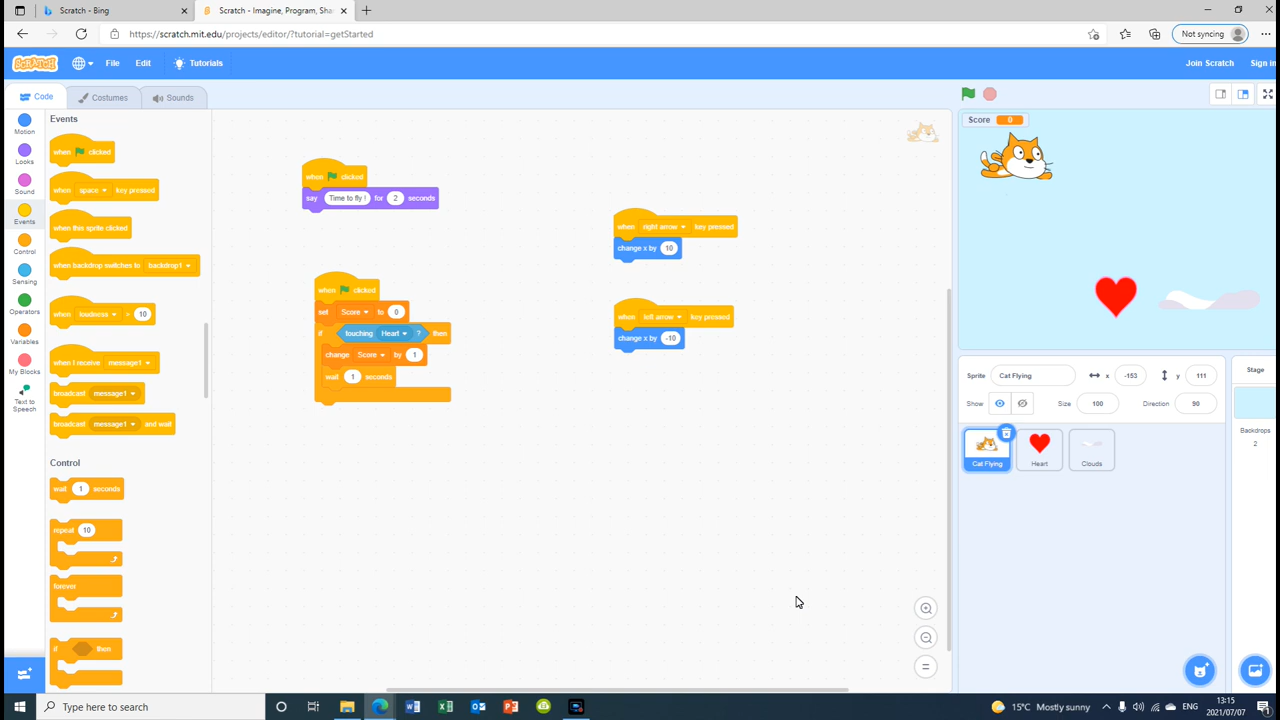 Scratch - Bing
Scratch - Imagine, Program, Sha
https://scratch.mit.edu/projects/editor/?tutorial=getStarted
Not syncing
SCRATCH
File
Edit
Tutorials
Join Scratch
Sign in
Code
Costumes
Sounds
Motion
Looks
Sound
Events
Control
Sensing
Operators
Variables
My Blocks
Text to
Speech
Events
when clicked
when space key pressed
when this sprite clicked
when backdrop switches to backdrop1
when loudness > 10
when I receive message1
broadcast message1
broadcast message1 and wait
Control
wait 1 seconds
repeat 10
forever
if then
when clicked
say Time to fly ! for 2 seconds
when clicked
set Score to 0
if touching Heart ? then
change Score by 1
wait 1 seconds
when right arrow key pressed
change x by 10
when left arrow key pressed
change x by -10
Score 0
Sprite Cat Flying x -153 y 111
Show Size 100 Direction 90
Cat Flying
Heart
Clouds
Stage
Backdrops
2
Type here to search
15°C Mostly sunny
ENG
13:15
2021/07/07